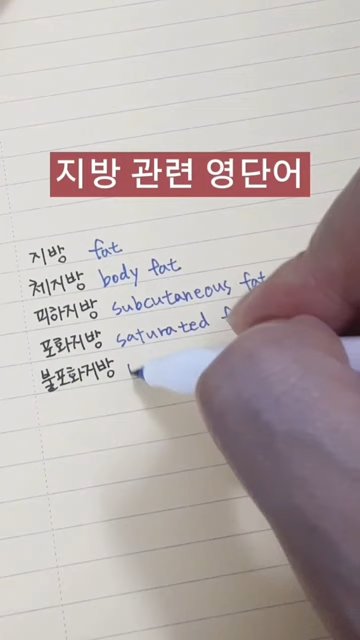 지방 관련 영단어
지방 fat
체지방 body fat
피하지방 subcutaneous fat
포화지방 saturated f
불포화지방